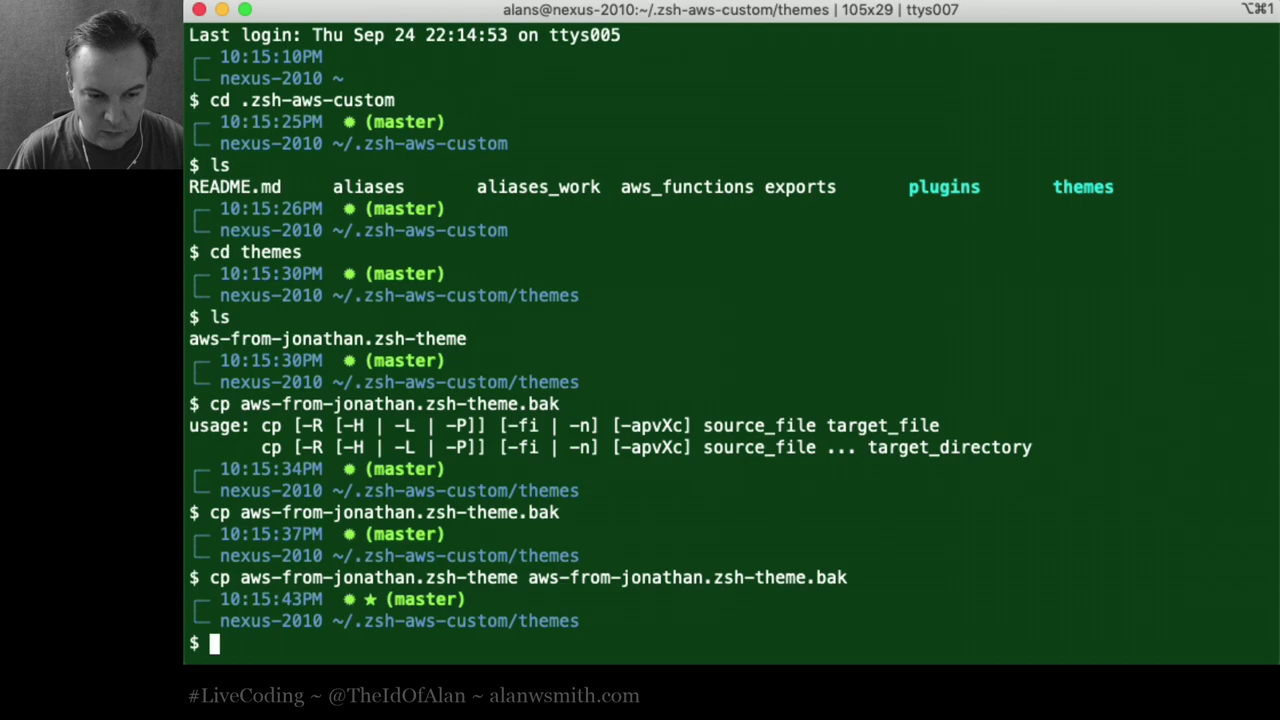 alans@nexus-2010:~/.zsh-aws-custom/themes | 105x29 | ttys007
⌥⌘1
Last login: Thu Sep 24 22:14:53 on ttys005
10:15:10PM
nexus-2010 ~
$ cd .zsh-aws-custom
10:15:25PM ✹ (master)
nexus-2010 ~/.zsh-aws-custom
$ ls
README.md aliases aliases_work aws_functions exports plugins themes
10:15:26PM ✹ (master)
nexus-2010 ~/.zsh-aws-custom
$ cd themes
10:15:30PM ✹ (master)
nexus-2010 ~/.zsh-aws-custom/themes
$ ls
aws-from-jonathan.zsh-theme
10:15:30PM ✹ (master)
nexus-2010 ~/.zsh-aws-custom/themes
$ cp aws-from-jonathan.zsh-theme.bak
usage: cp [-R [-H | -L | -P]] [-fi | -n] [-apvXc] source_file target_file
cp [-R [-H | -L | -P]] [-fi | -n] [-apvXc] source_file ... target_directory
10:15:34PM ✹ (master)
nexus-2010 ~/.zsh-aws-custom/themes
$ cp aws-from-jonathan.zsh-theme.bak
10:15:37PM ✹ (master)
nexus-2010 ~/.zsh-aws-custom/themes
$ cp aws-from-jonathan.zsh-theme aws-from-jonathan.zsh-theme.bak
10:15:43PM ✹ ★ (master)
nexus-2010 ~/.zsh-aws-custom/themes
$
#LiveCoding ~ @TheIdOfAlan ~ alanwsmith.com